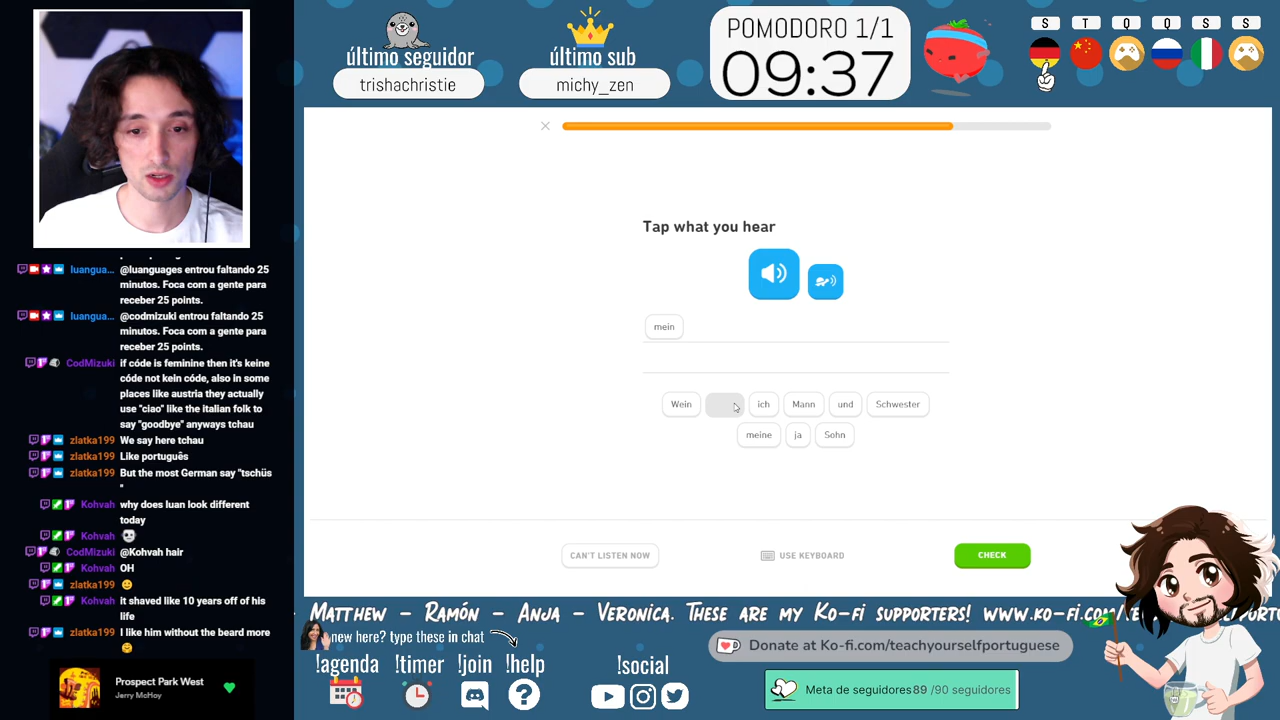 último seguidor
trishachristie
último sub
michy_zen
POMODORO 1/1
09:37
S T Q Q S S
Tap what you hear
mein
Wein ich Mann und Schwester
meine ja Sohn
CAN'T LISTEN NOW
USE KEYBOARD
CHECK
luangua... @luanguages entrou faltando 25
minutos. Foca com a gente para
receber 25 points.
luangua... @codmizuki entrou faltando 25
minutos. Foca com a gente para
receber 25 points.
CodMizuki if códe is feminine then it's keine
códe not kein códe, also in some
places like austria they actually
use "ciao" like the italian folk to
say "goodbye" anyways tchau
zlatka199 We say here tchau
zlatka199 Like português
zlatka199 But the most German say "tschüs
"
Kohvah why does luan look different
today
Kohvah
CodMizuki @Kohvah hair
Kohvah OH
zlatka199
Kohvah it shaved like 10 years off of his
life
zlatka199 I like him without the beard more
Prospect Park West
Jerry McHoy
Matthew - Ramón - Anja - Veronica. These are my Ko-fi supporters! www.ko-fi.com/
new here? type these in chat
!agenda !timer !join !help
!social
Donate at Ko-fi.com/teachyourselfportuguese
Meta de seguidores 89 /90 seguidores